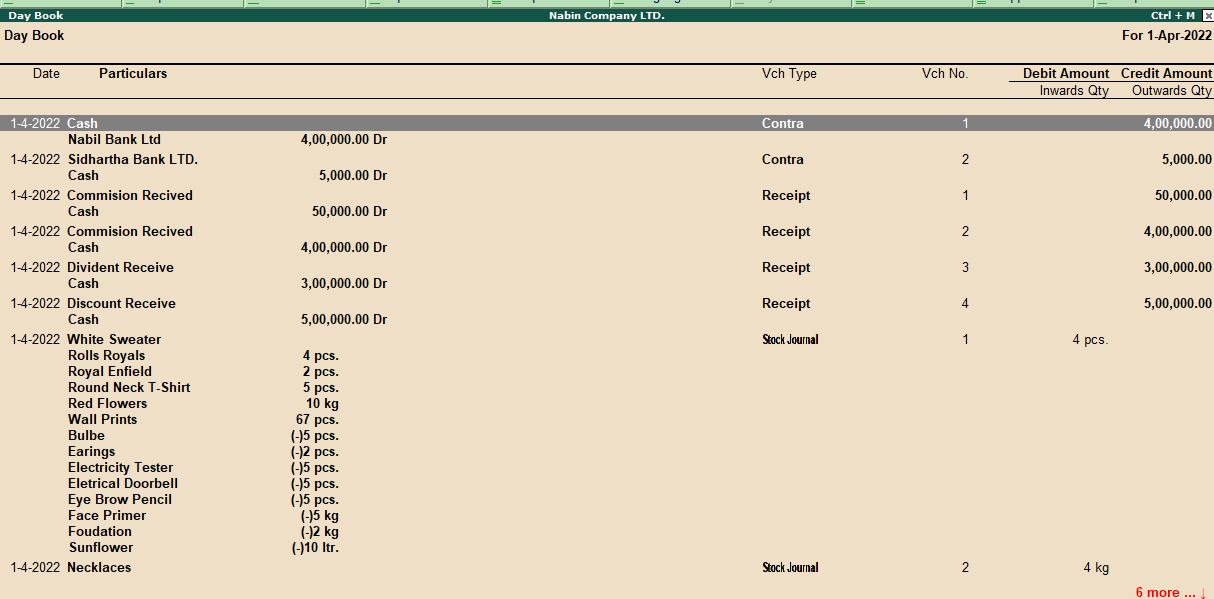 Day Book Nabin Company LTD. Ctrl + M
Day Book For 1-Apr-2022
Date Particulars Vch Type Vch No. Debit Amount Credit Amount
Inwards Qty Outwards Qty
1-4-2022 Cash Contra 1 4,00,000.00
Nabil Bank Ltd 4,00,000.00 Dr
1-4-2022 Sidhartha Bank LTD. Contra 2 5,000.00
Cash 5,000.00 Dr
1-4-2022 Commision Recived Receipt 1 50,000.00
Cash 50,000.00 Dr
1-4-2022 Commision Recived Receipt 2 4,00,000.00
Cash 4,00,000.00 Dr
1-4-2022 Divident Receive Receipt 3 3,00,000.00
Cash 3,00,000.00 Dr
1-4-2022 Discount Receive Receipt 4 5,00,000.00
Cash 5,00,000.00 Dr
1-4-2022 White Sweater Stock Journal 1 4 pcs.
Rolls Royals 4 pcs.
Royal Enfield 2 pcs.
Round Neck T-Shirt 5 pcs.
Red Flowers 10 kg
Wall Prints 67 pcs.
Bulbe (-)5 pcs.
Earings (-)2 pcs.
Electricity Tester (-)5 pcs.
Eletrical Doorbell (-)5 pcs.
Eye Brow Pencil (-)5 pcs.
Face Primer (-)5 kg
Foudation (-)2 kg
Sunflower (-)10 ltr.
1-4-2022 Necklaces Stock Journal 2 4 kg
6 more ... ↓